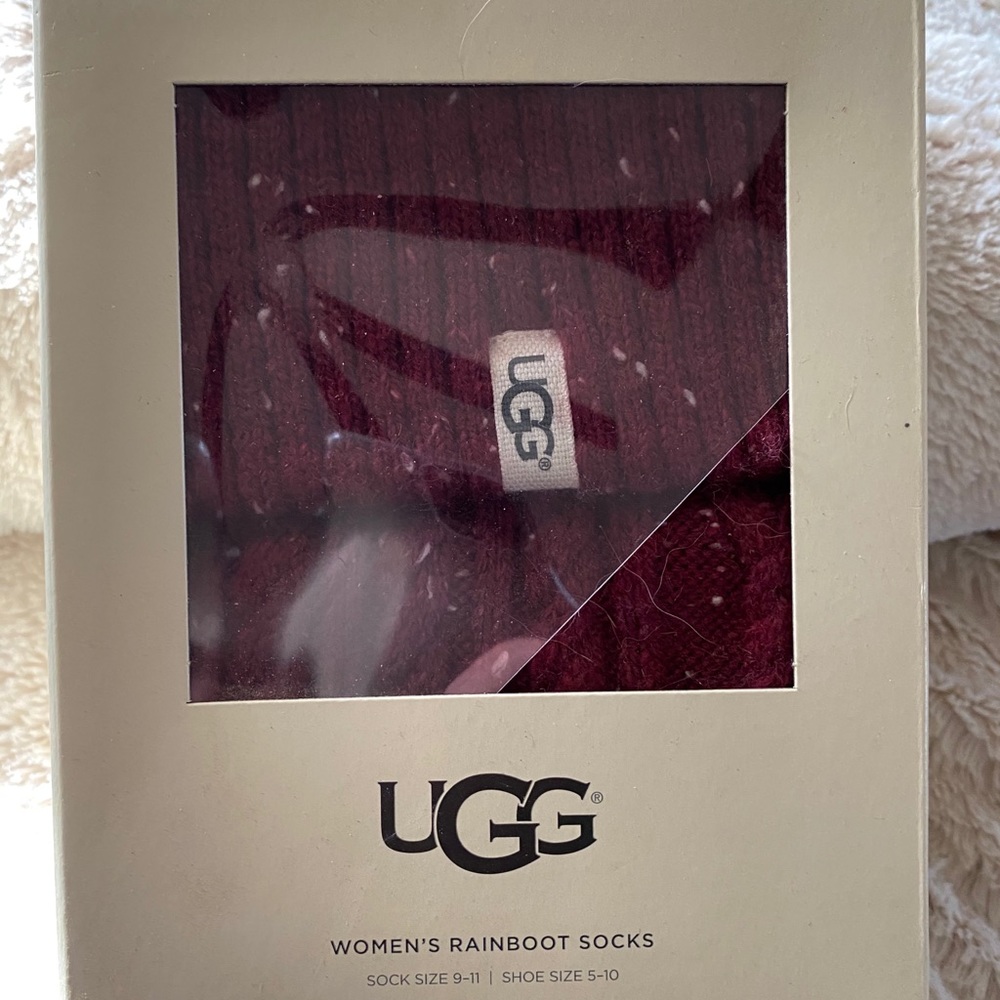 UGG®
UGG®
WOMEN'S RAINBOOT SOCKS
SOCK SIZE 9-11 | SHOE SIZE 5-10